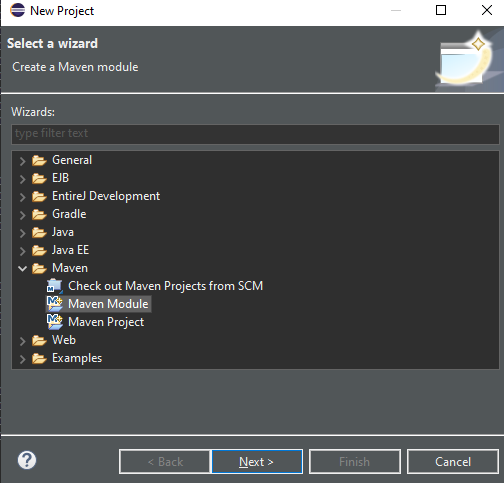 New Project
Select a wizard
Create a Maven module
Wizards:
type filter text
General
EJB
EntireJ Development
Gradle
Java
Java EE
Maven
Check out Maven Projects from SCM
Maven Module
Maven Project
Web
Examples
< Back
Next >
Finish
Cancel